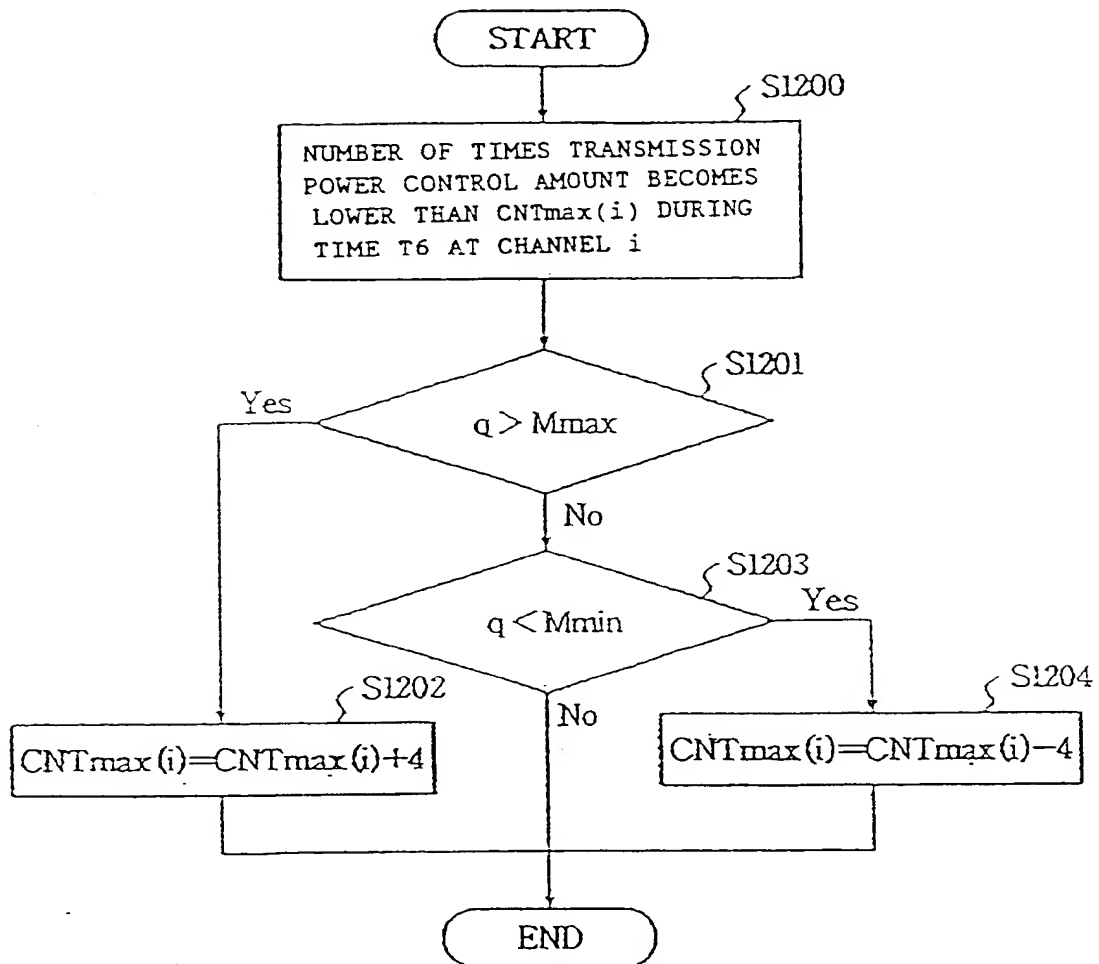 START
S1200
NUMBER OF TIMES TRANSMISSION
POWER CONTROL AMOUNT BECOMES
LOWER THAN CNTmax(i) DURING
TIME T6 AT CHANNEL i
S1201
Yes
q > Mmax
No
S1203
Yes
q < Mmin
S1202
No
S1204
CNTmax(i)=CNTmax(i)+4
CNTmax(i)=CNTmax(i)−4
END